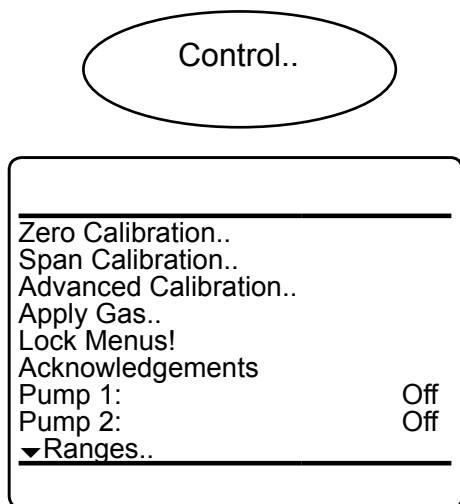 Control..
Zero Calibration..
Span Calibration..
Advanced Calibration..
Apply Gas..
Lock Menus!
Acknowledgements
Pump 1: Off
Pump 2: Off
Ranges..